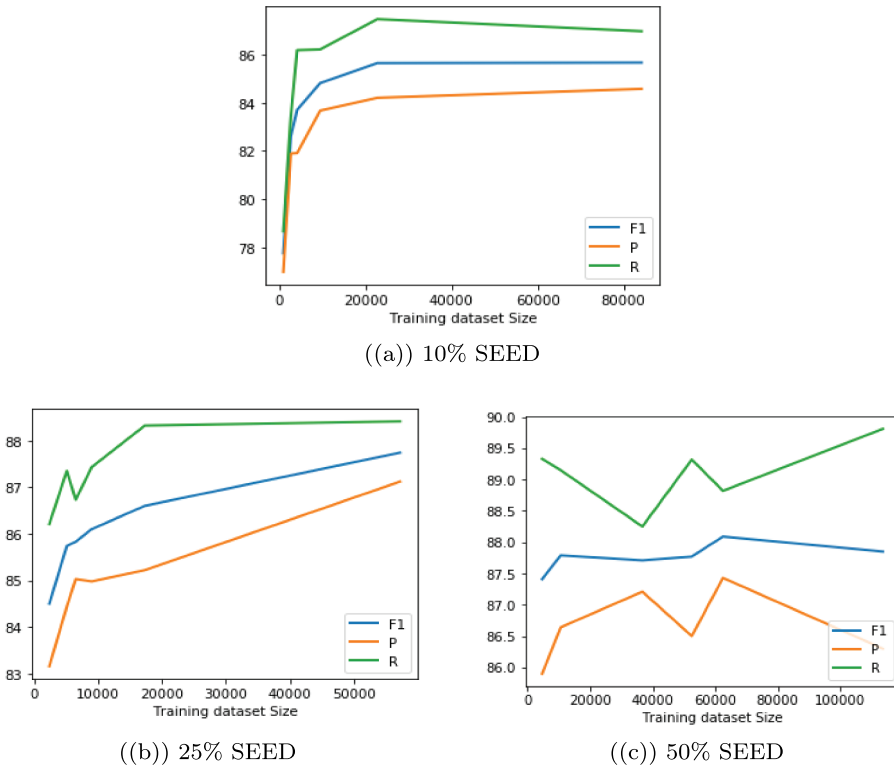 86
84
82
80
78
0 20000 40000 60000 80000
Training dataset Size
F1
P
R
((a)) 10% SEED
88
87
86
85
84
83
0 10000 20000 30000 40000 50000
Training dataset Size
F1
P
R
((b)) 25% SEED
90.0
89.5
89.0
88.5
88.0
87.5
87.0
86.5
86.0
0 20000 40000 60000 80000 100000
Training dataset Size
F1
P
R
((c)) 50% SEED